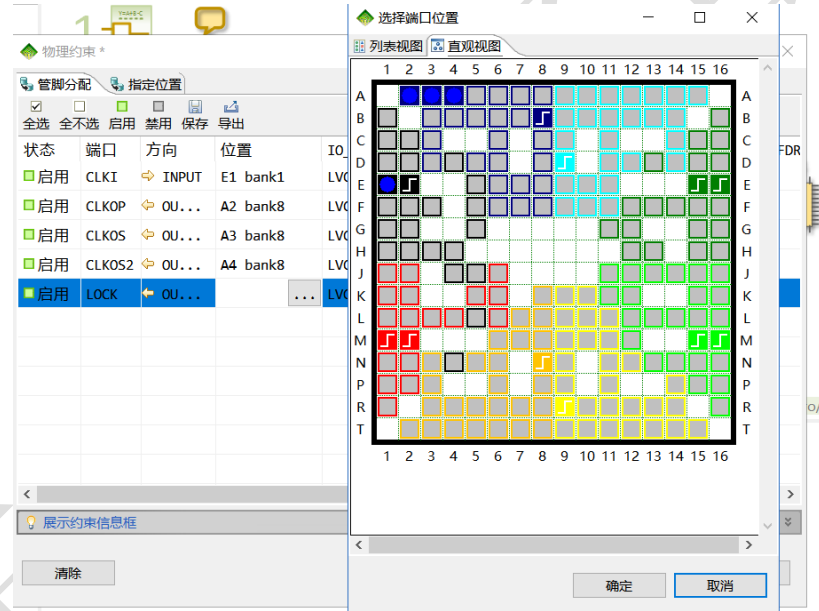 1
Y=A+B-C
选择端口位置
物理约束 *
列表视图
直观视图
管脚分配
指定位置
全选
全不选
启用
禁用
保存
导出
状态
端口
方向
位置
IO_
FDR
启用 CLKI INPUT E1 bank1 LVC
启用 CLKOP OU... A2 bank8 LVC
启用 CLKOS OU... A3 bank8 LVC
启用 CLKOS2 OU... A4 bank8 LVC
启用 LOCK OU... ... LVC
1 2 3 4 5 6 7 8 9 10 11 12 13 14 15 16
A A
B B
C C
D D
E E
F F
G G
H H
J J
K K
L L
M M
N N
P P
R R
T T
1 2 3 4 5 6 7 8 9 10 11 12 13 14 15 16
展示约束信息框
清除
确定
取消